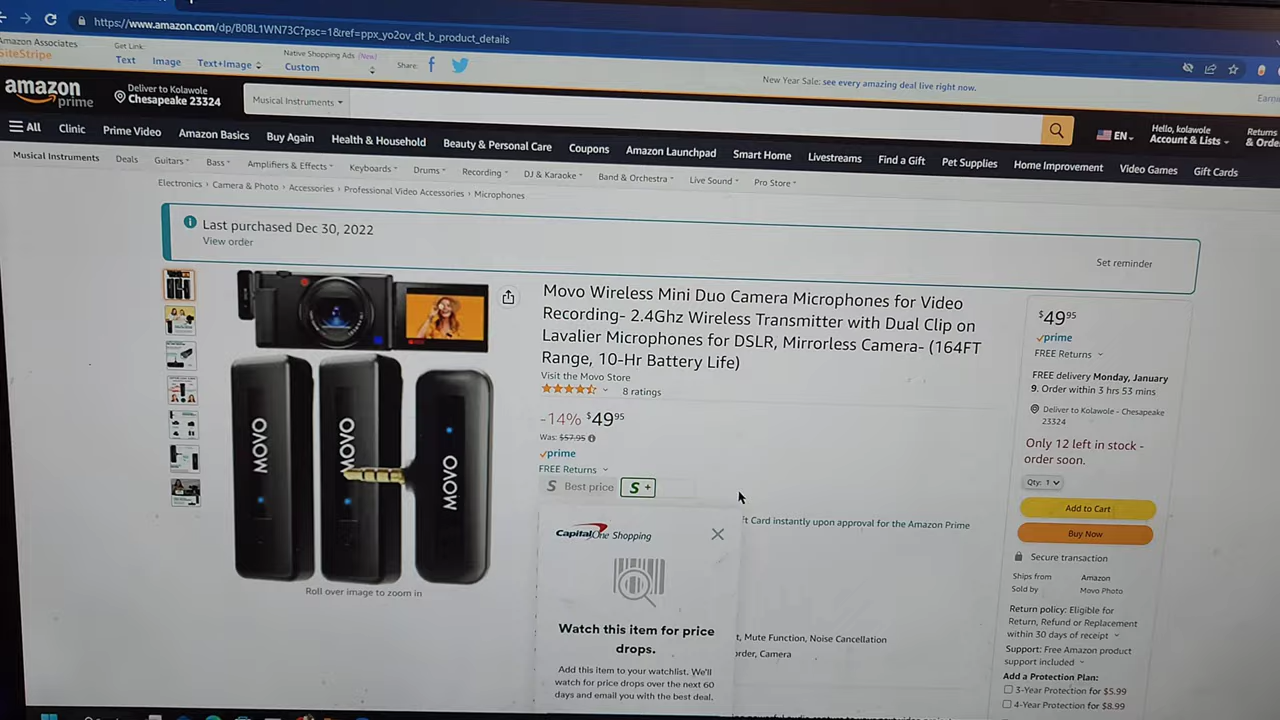 https://www.amazon.com/dp/B0BL1WN73C?psc=1&ref=ppx_yo2ov_dt_b_product_details
Amazon Associates
SiteStripe
Get Link:
Text Image Text+Image
Native Shopping Ads (New)
Custom
Share:
New Year Sale: see every amazing deal live right now.
amazon
prime
Deliver to Kolawole
Chesapeake 23324
Musical Instruments
EN
Hello, kolawole
Account & Lists
Returns
All Clinic Prime Video Amazon Basics Buy Again Health & Household Beauty & Personal Care Coupons Amazon Launchpad Smart Home Livestreams Find a Gift Pet Supplies Home Improvement Video Games Gift Cards
Musical Instruments Deals Guitars Bass Amplifiers & Effects Keyboards Drums Recording DJ & Karaoke Band & Orchestra Live Sound Pro Store
Electronics › Camera & Photo › Accessories › Professional Video Accessories › Microphones
Last purchased Dec 30, 2022
View order
Set reminder
MOVO
MOVO
MOVO
Roll over image to zoom in
Movo Wireless Mini Duo Camera Microphones for Video
Recording- 2.4Ghz Wireless Transmitter with Dual Clip on
Lavalier Microphones for DSLR, Mirrorless Camera- (164FT
Range, 10-Hr Battery Life)
Visit the Movo Store
8 ratings
-14% $49 95
Was: $57.95
prime
FREE Returns
S Best price S +
't Card instantly upon approval for the Amazon Prime
Capital One Shopping
Watch this item for price
drops.
Add this item to your watchlist. We'll
watch for price drops over the next 60
days and email you with the best deal.
t, Mute Function, Noise Cancellation
order, Camera
$49 95
prime
FREE Returns
FREE delivery Monday, January
9. Order within 3 hrs 53 mins
Deliver to Kolawole - Chesapeake
23324
Only 12 left in stock -
order soon.
Qty: 1
Add to Cart
Buy Now
Secure transaction
Ships from Amazon
Sold by Movo Photo
Return policy: Eligible for
Return, Refund or Replacement
within 30 days of receipt
Support: Free Amazon product
support included
Add a Protection Plan:
3-Year Protection for $5.99
4-Year Protection for $8.99